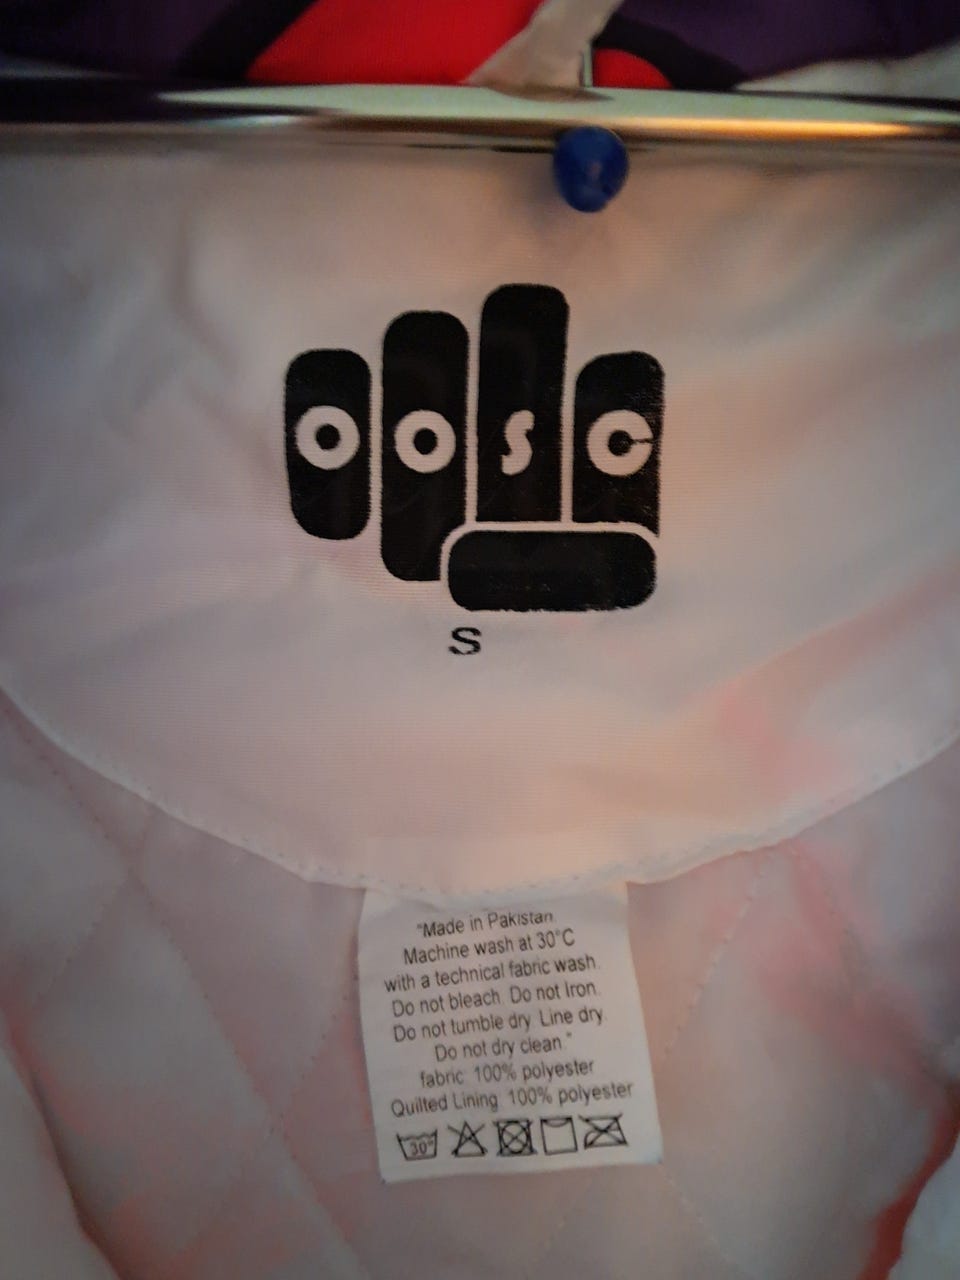 OOSC
S
"Made in Pakistan.
Machine wash at 30°C
with a technical fabric wash.
Do not bleach. Do not Iron.
Do not tumble dry. Line dry.
Do not dry clean."
fabric: 100% polyester
Quilted Lining: 100% polyester
30°